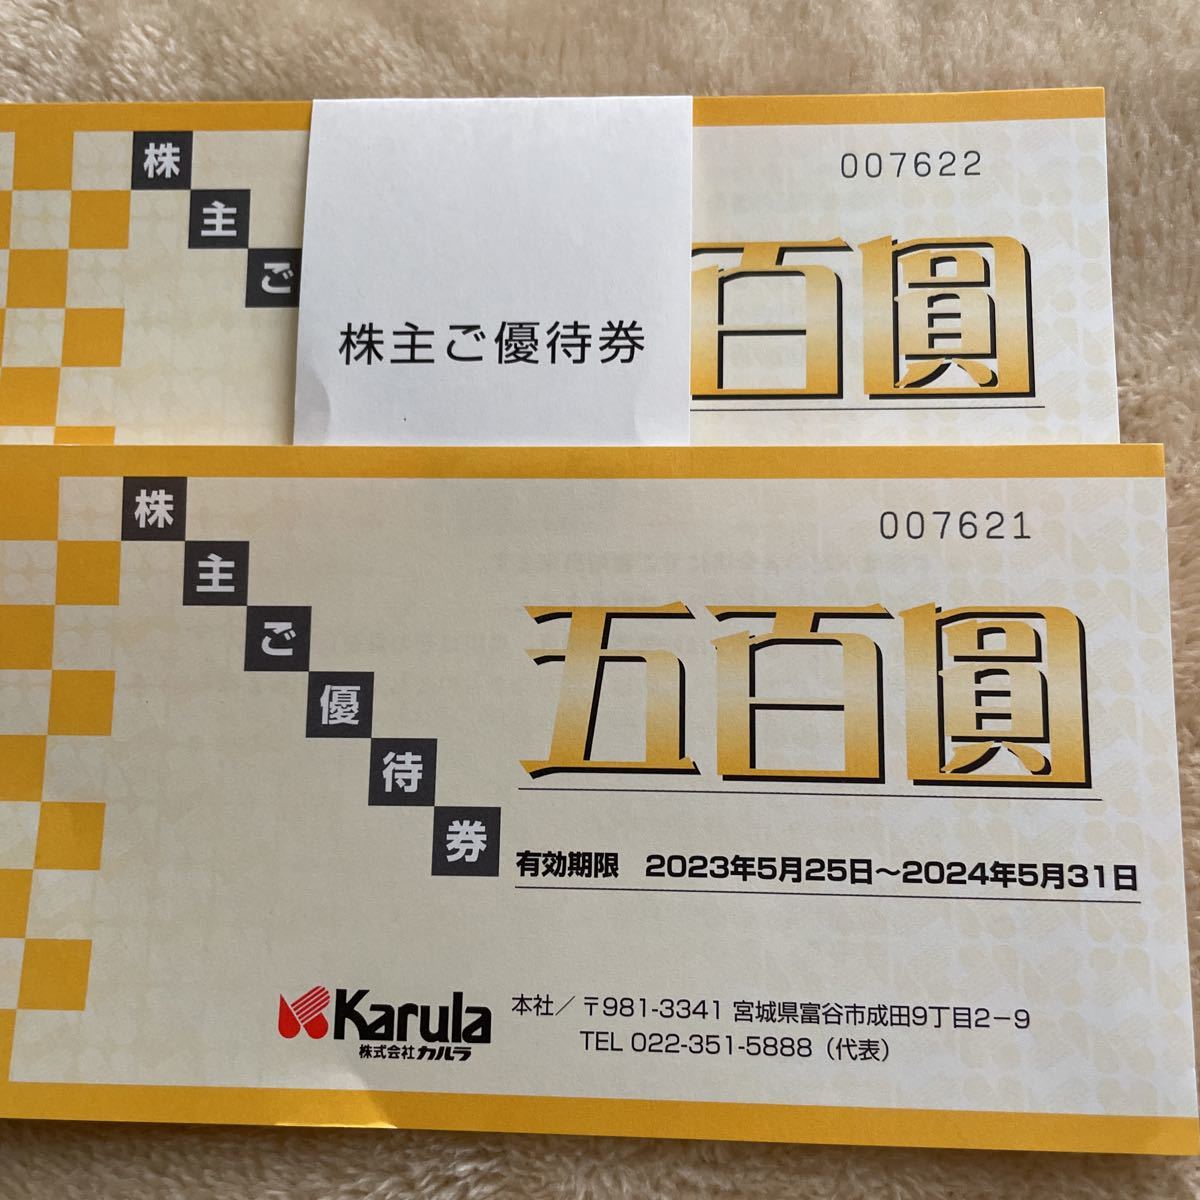 株主ご
株主ご優待券
007622
百圓
株主ご優待券
007621
五百圓
有効期限 2023年5月25日～2024年5月31日
Karula
株式会社カルラ
本社／〒981-3341 宮城県富谷市成田9丁目2－9
TEL 022-351-5888（代表）